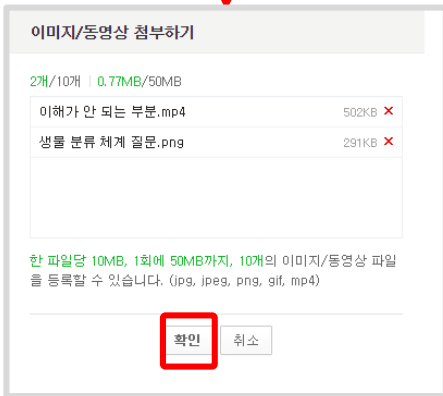 이미지/동영상 첨부하기
2개/10개 | 0.77MB/50MB
이해가 안 되는 부분.mp4 502KB ✕
생물 분류 체계 질문.png 291KB ✕
한 파일당 10MB, 1회에 50MB까지, 10개의 이미지/동영상 파일
을 등록할 수 있습니다. (jpg, jpeg, png, gif, mp4)
확인 취소